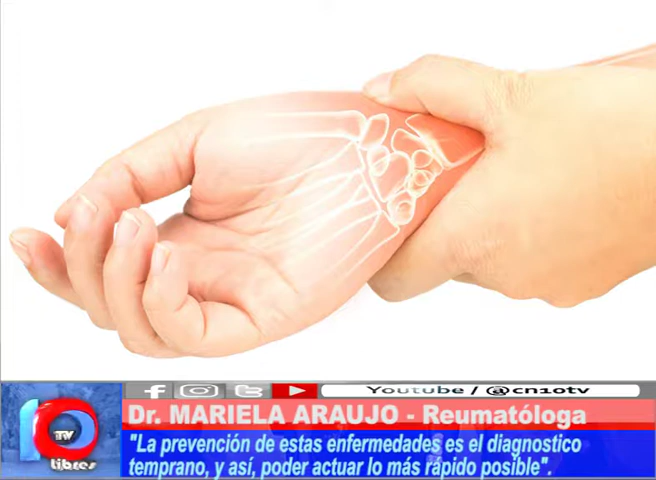 Youtube / @cn10tv
10
TV
libres
Dr. MARIELA ARAUJO - Reumatóloga
"La prevención de estas enfermedades es el diagnostico
temprano, y así, poder actuar lo más rápido posible".